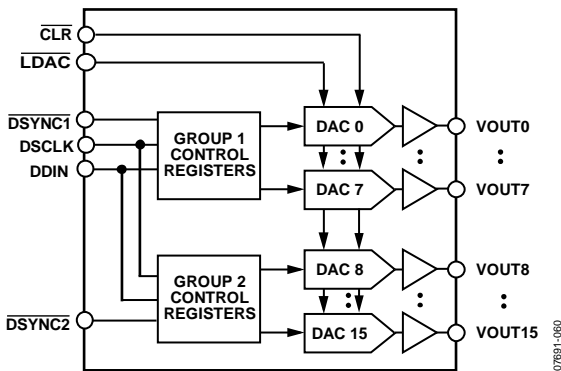 CLR
LDAC
DSYNC1
DSCLK
DDIN
GROUP 1
CONTROL
REGISTERS
DAC 0
VOUT0
DAC 7
VOUT7
GROUP 2
CONTROL
REGISTERS
DSYNC2
DAC 8
VOUT8
DAC 15
VOUT15
07691-060